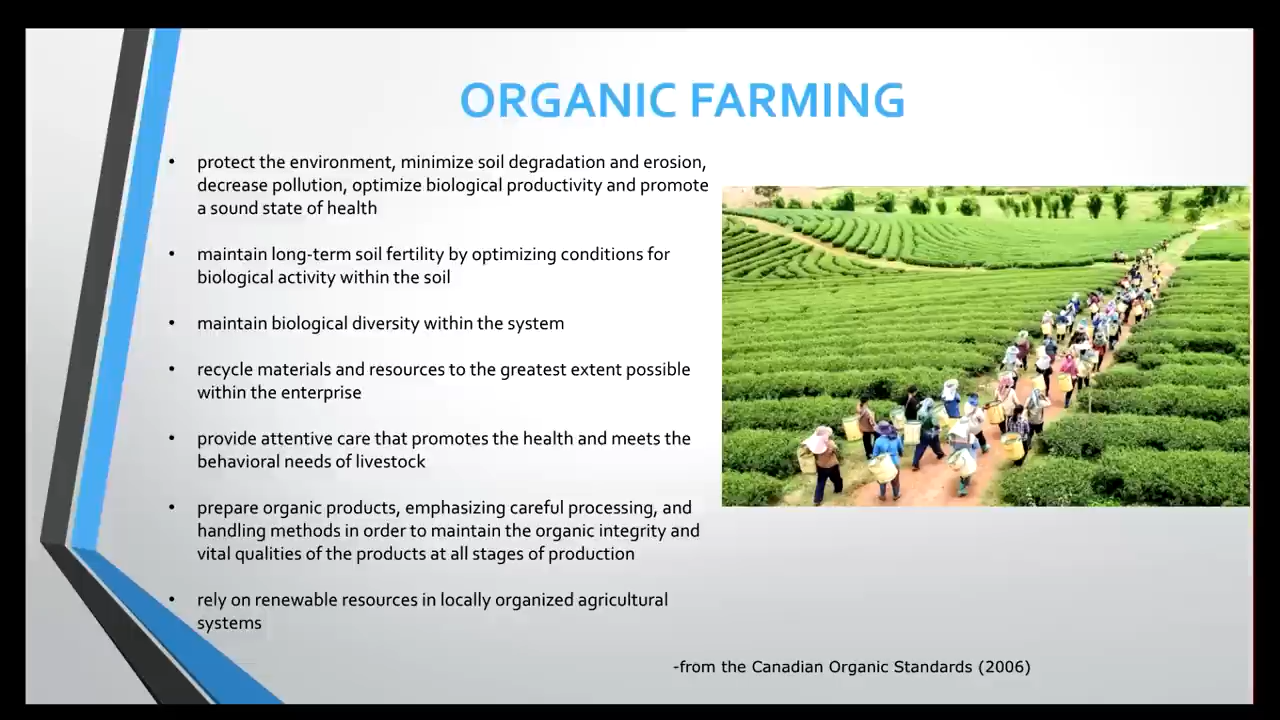 ORGANIC FARMING
• protect the environment, minimize soil degradation and erosion,
decrease pollution, optimize biological productivity and promote
a sound state of health
• maintain long-term soil fertility by optimizing conditions for
biological activity within the soil
• maintain biological diversity within the system
• recycle materials and resources to the greatest extent possible
within the enterprise
• provide attentive care that promotes the health and meets the
behavioral needs of livestock
• prepare organic products, emphasizing careful processing, and
handling methods in order to maintain the organic integrity and
vital qualities of the products at all stages of production
• rely on renewable resources in locally organized agricultural
systems
-from the Canadian Organic Standards (2006)